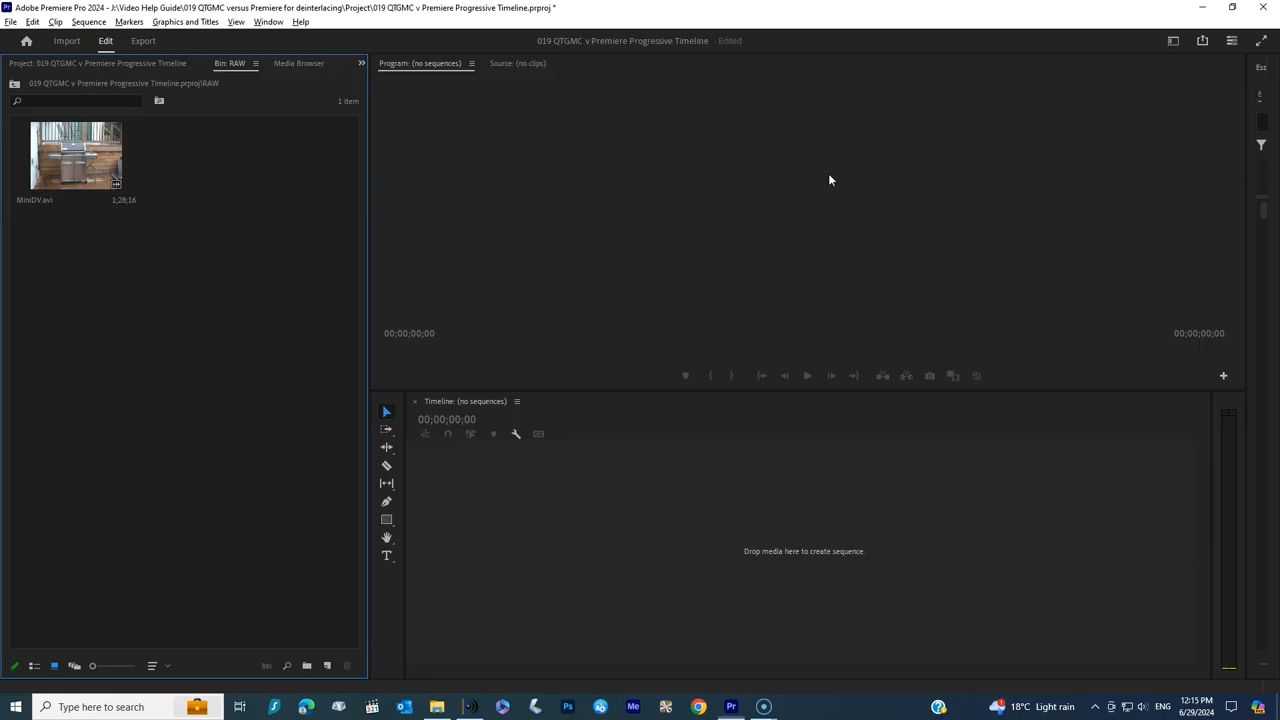 Pr Adobe Premiere Pro 2024 - J:\Video Help Guide\019 QTGMC versus Premiere for deinterlacing\Project\019 QTGMC v Premiere Progressive Timeline.prproj *
File Edit Clip Sequence Markers Graphics and Titles View Window Help
Import Edit Export 019 QTGMC v Premiere Progressive Timeline - Edited
Project: 019 QTGMC v Premiere Progressive Timeline Bin: RAW Media Browser Program: (no sequences) Source: (no clips) Ess
019 QTGMC v Premiere Progressive Timeline.prproj\RAW
1 item
MiniDV.avi 1;28;16
00;00;00;00 00;00;00;00
Timeline: (no sequences)
00;00;00;00
Drop media here to create sequence.
T
Type here to search Ps Me Pr 18°C Light rain 12:15 PM
6/29/2024